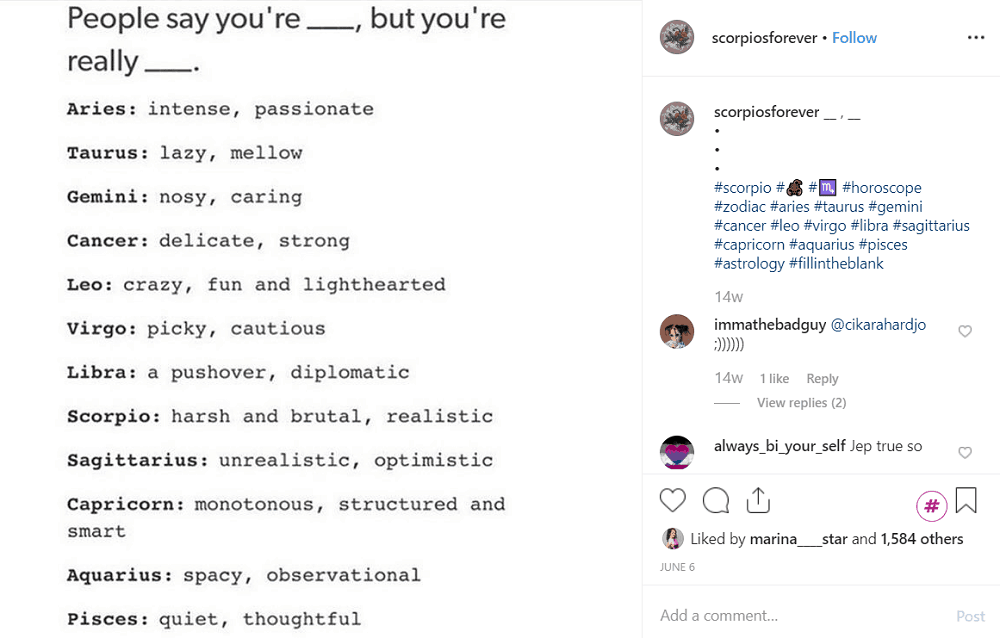 People say you're ___, but you're
really ___.
Aries: intense, passionate
Taurus: lazy, mellow
Gemini: nosy, caring
Cancer: delicate, strong
Leo: crazy, fun and lighthearted
Virgo: picky, cautious
Libra: a pushover, diplomatic
Scorpio: harsh and brutal, realistic
Sagittarius: unrealistic, optimistic
Capricorn: monotonous, structured and
smart
Aquarius: spacy, observational
Pisces: quiet, thoughtful
scorpiosforever • Follow
scorpiosforever __ , __
•
•
•
#scorpio #🦂 #♏ #horoscope
#zodiac #aries #taurus #gemini
#cancer #leo #virgo #libra #sagittarius
#capricorn #aquarius #pisces
#astrology #fillintheblank
14w
immathebadguy @cikarahardjo
;))))))
14w 1 like Reply
View replies (2)
always_bi_your_self Jep true so
#
Liked by marina____star and 1,584 others
JUNE 6
Add a comment... Post